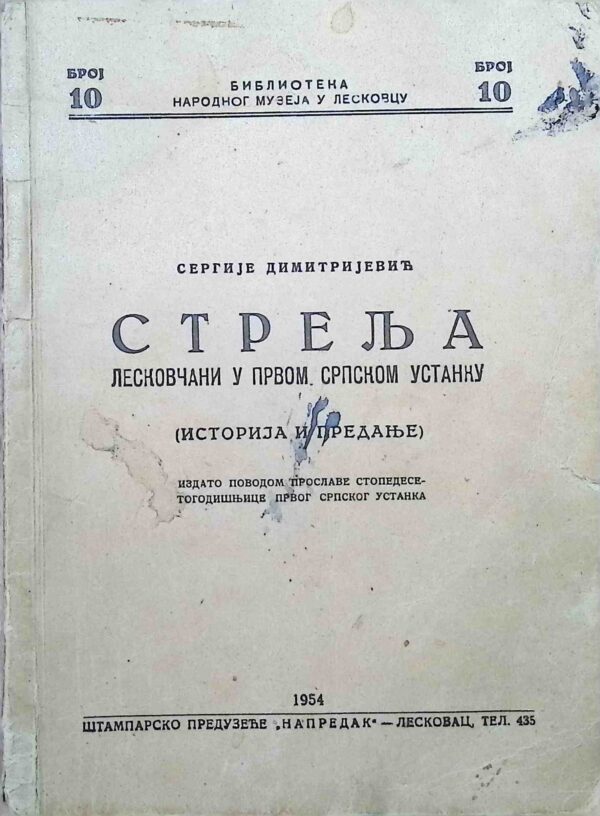 БРОЈ
10
БИБЛИОТЕКА
НАРОДНОГ МУЗЕЈА У ЛЕСКОВЦУ
БРОЈ
10
СЕРГИЈЕ ДИМИТРИЈЕВИЋ
СТРЕЉА
ЛЕСКОВЧАНИ У ПРВОМ СРПСКОМ УСТАНКУ
(ИСТОРИЈА И ПРЕДАЊЕ)
ИЗДАТО ПОВОДОМ ПРОСЛАВЕ СТОПЕДЕСЕ-
ТОГОДИШЊИЦЕ ПРВОГ СРПСКОГ УСТАНКА
1954
ШТАМПАРСКО ПРЕДУЗЕЋЕ „НАПРЕДАК“ — ЛЕСКОВАЦ, ТЕЛ. 435